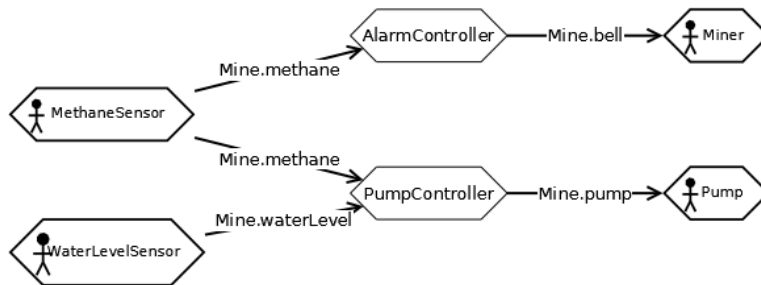 AlarmController
Mine.bell
Miner
Mine.methane
MethaneSensor
Mine.methane
PumpController
Mine.pump
Pump
Mine.waterLevel
WaterLevelSensor